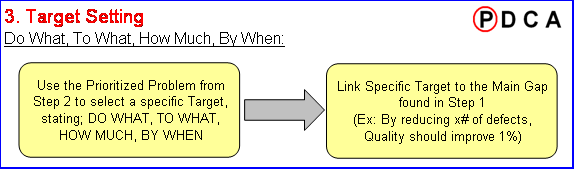 3. Target Setting
P D C A
Do What, To What, How Much, By When:
Use the Prioritized Problem from
Step 2 to select a specific Target,
stating; DO WHAT, TO WHAT,
HOW MUCH, BY WHEN
Link Specific Target to the Main Gap
found in Step 1
(Ex: By reducing x# of defects,
Quality should improve 1%)